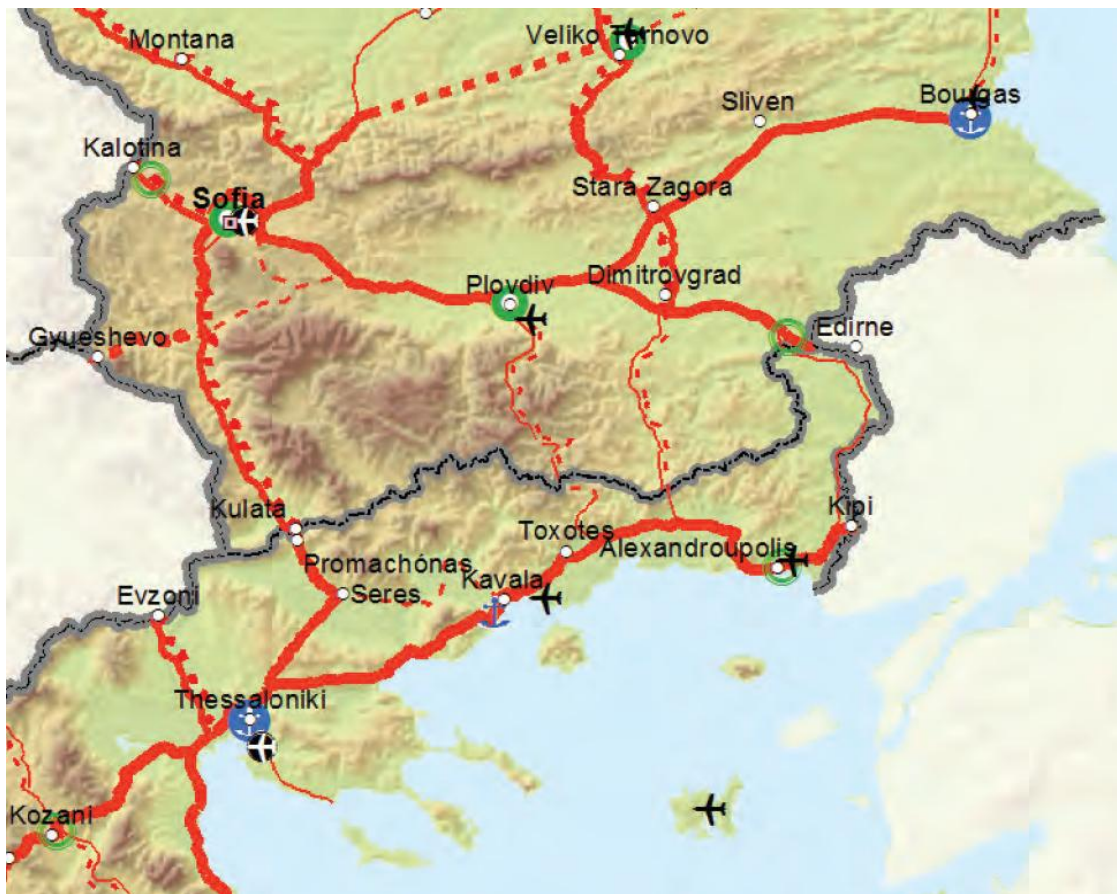 Veliko Tarnovo
Montana
Bourgas
Sliven
Kalotina
Sofia
Stara Zagora
Plovdiv
Dimitrovgrad
Edirne
Gyueshevo
Kulata
Kipi
Toxotes
Alexandroupolis
Promachónas
Kavala
Evzoni
Seres
Thessaloniki
Kozani